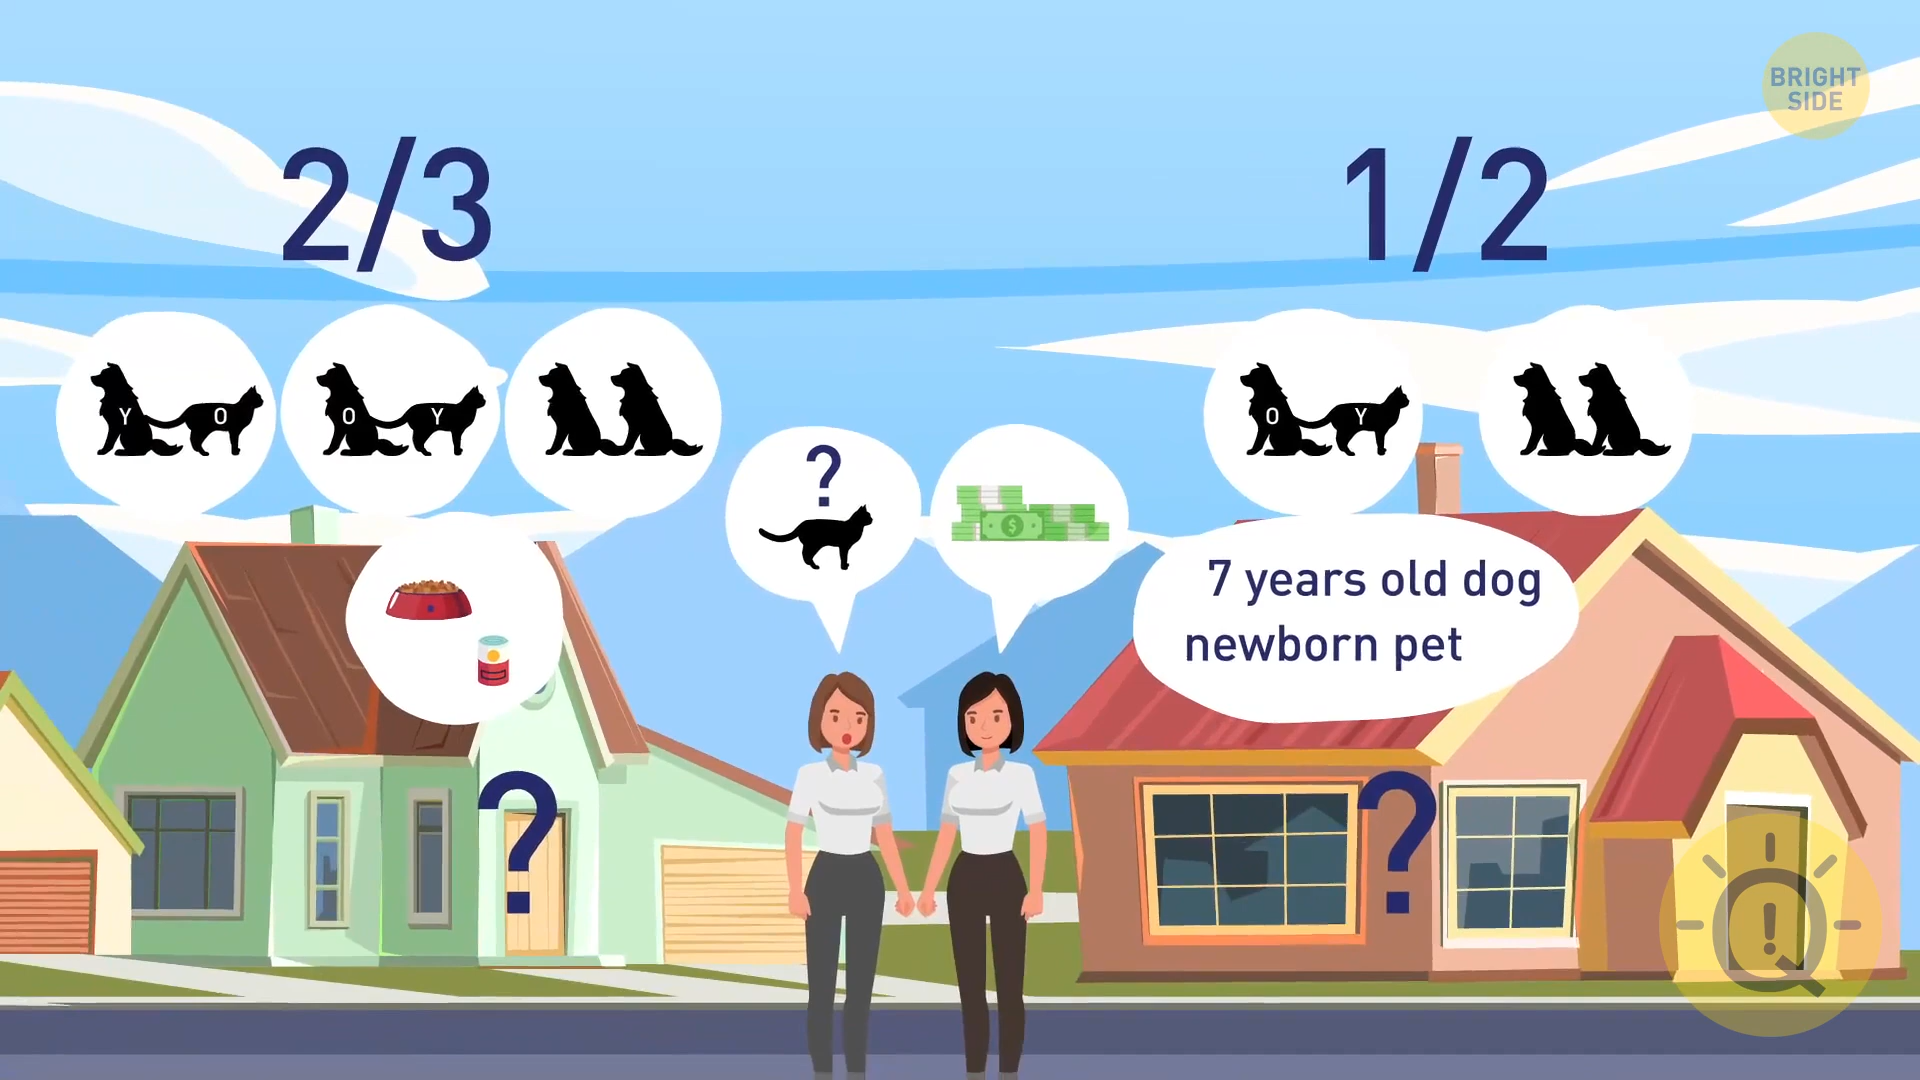 BRIGHT
SIDE
2/3
1/2
Y O
O Y
O Y
?
$
7 years old dog
newborn pet
?
?
!